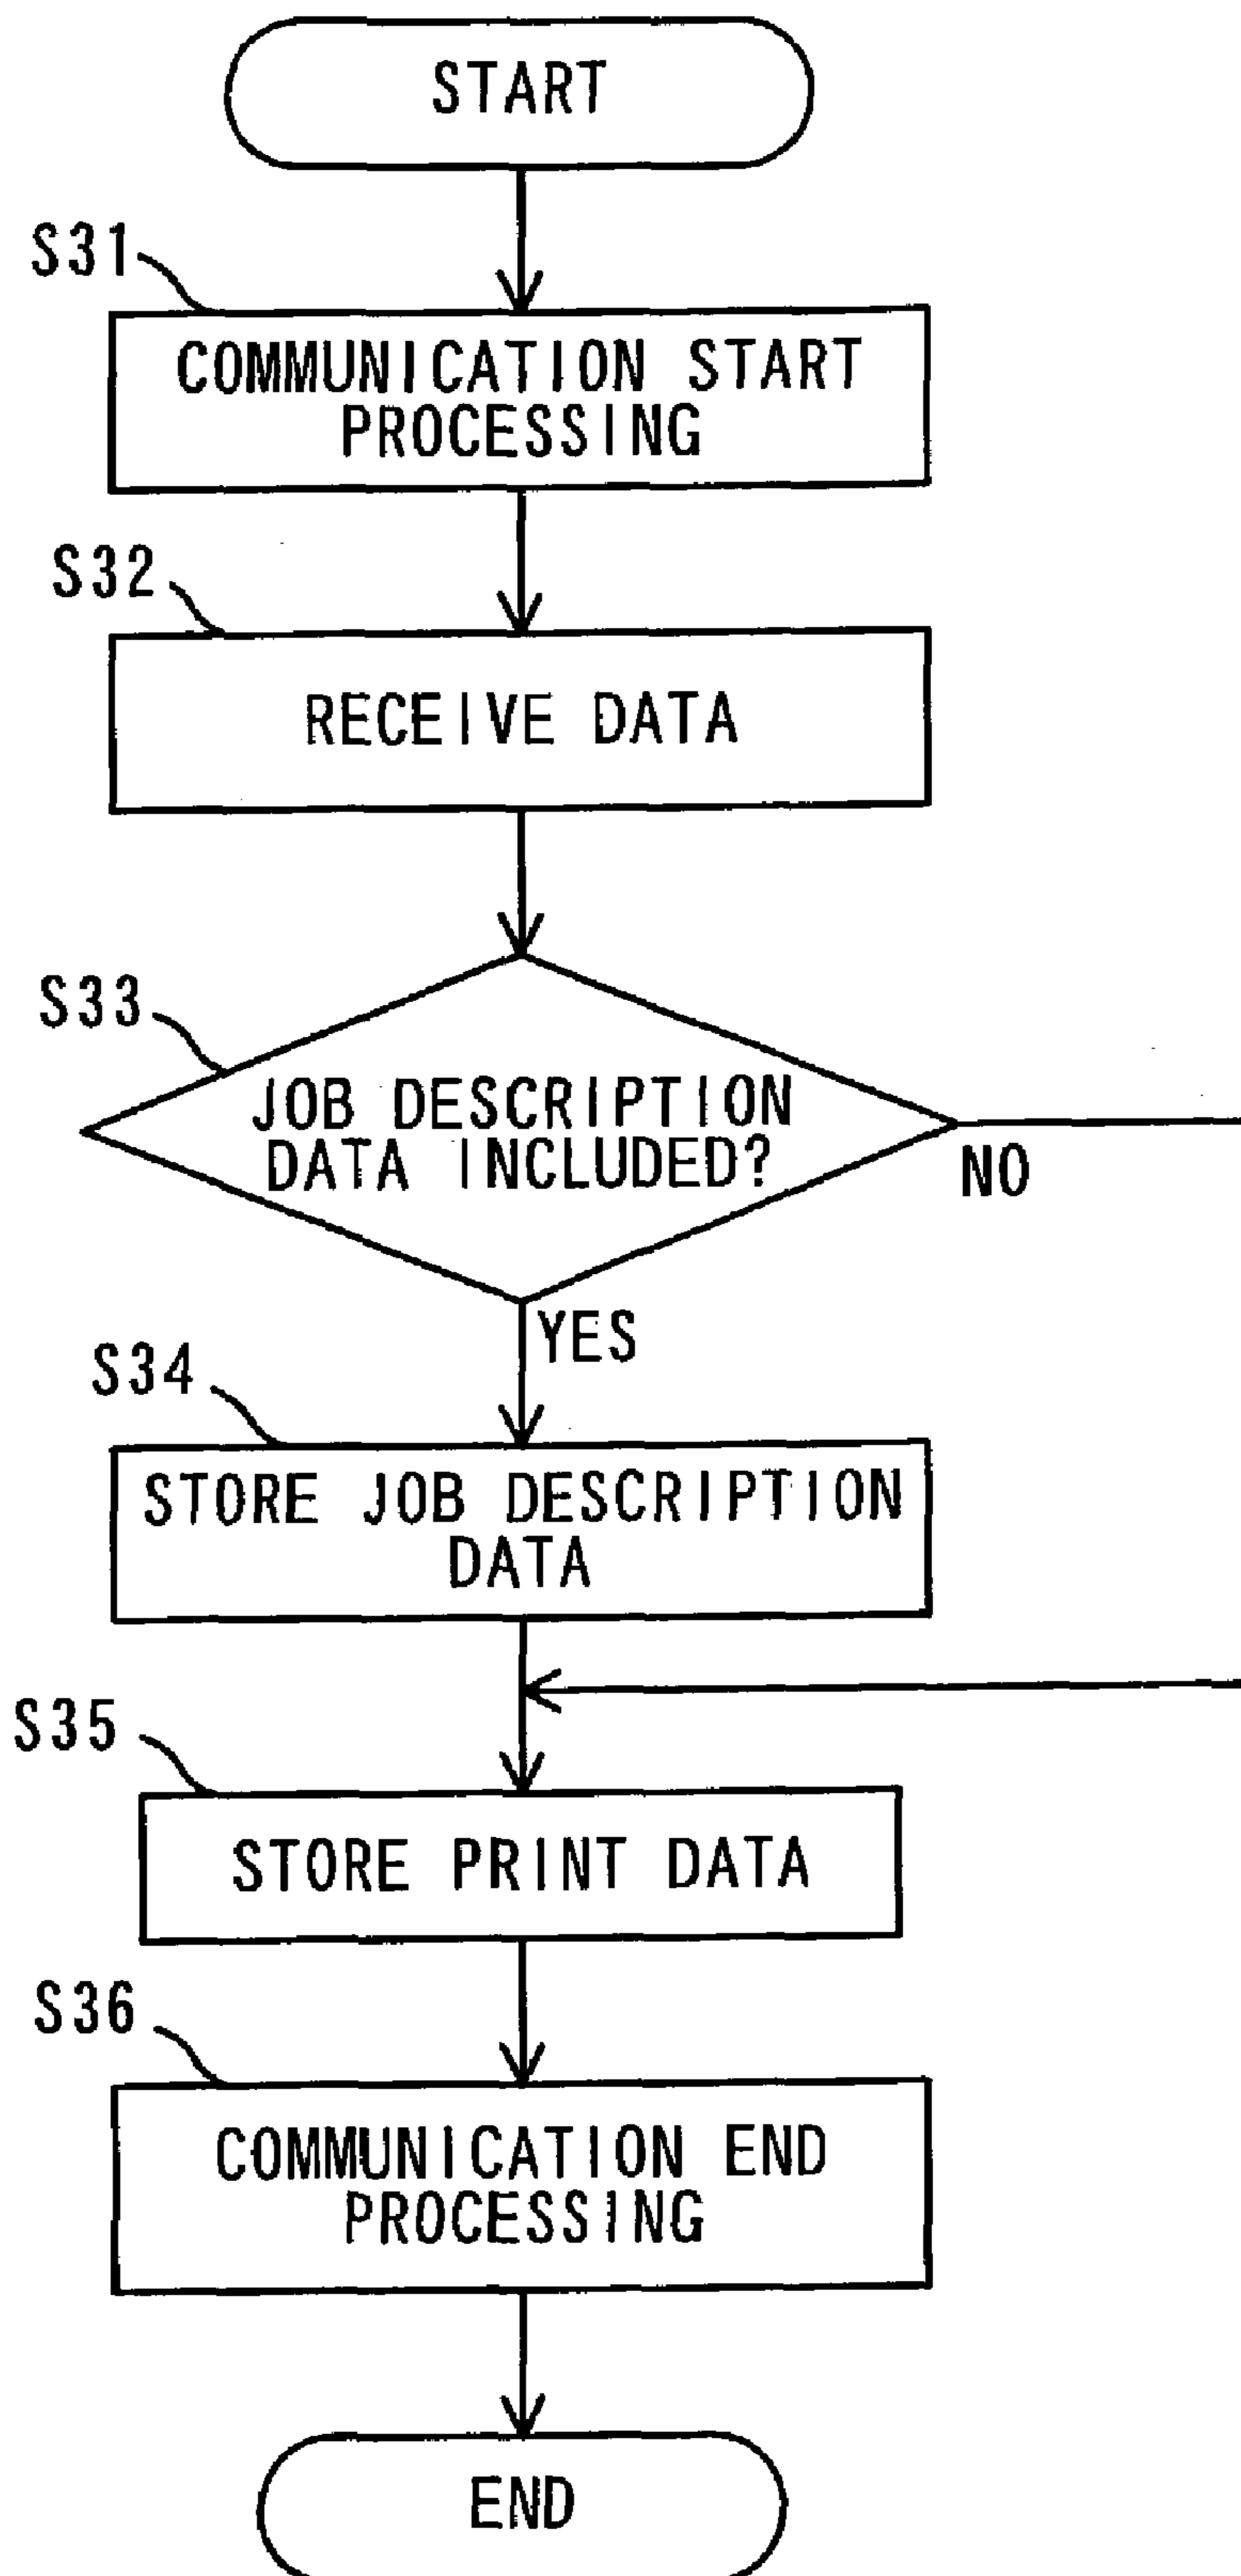 START
S31
COMMUNICATION START
PROCESSING
S32
RECEIVE DATA
S33
JOB DESCRIPTION
DATA INCLUDED?
NO
YES
S34
STORE JOB DESCRIPTION
DATA
S35
STORE PRINT DATA
S36
COMMUNICATION END
PROCESSING
END